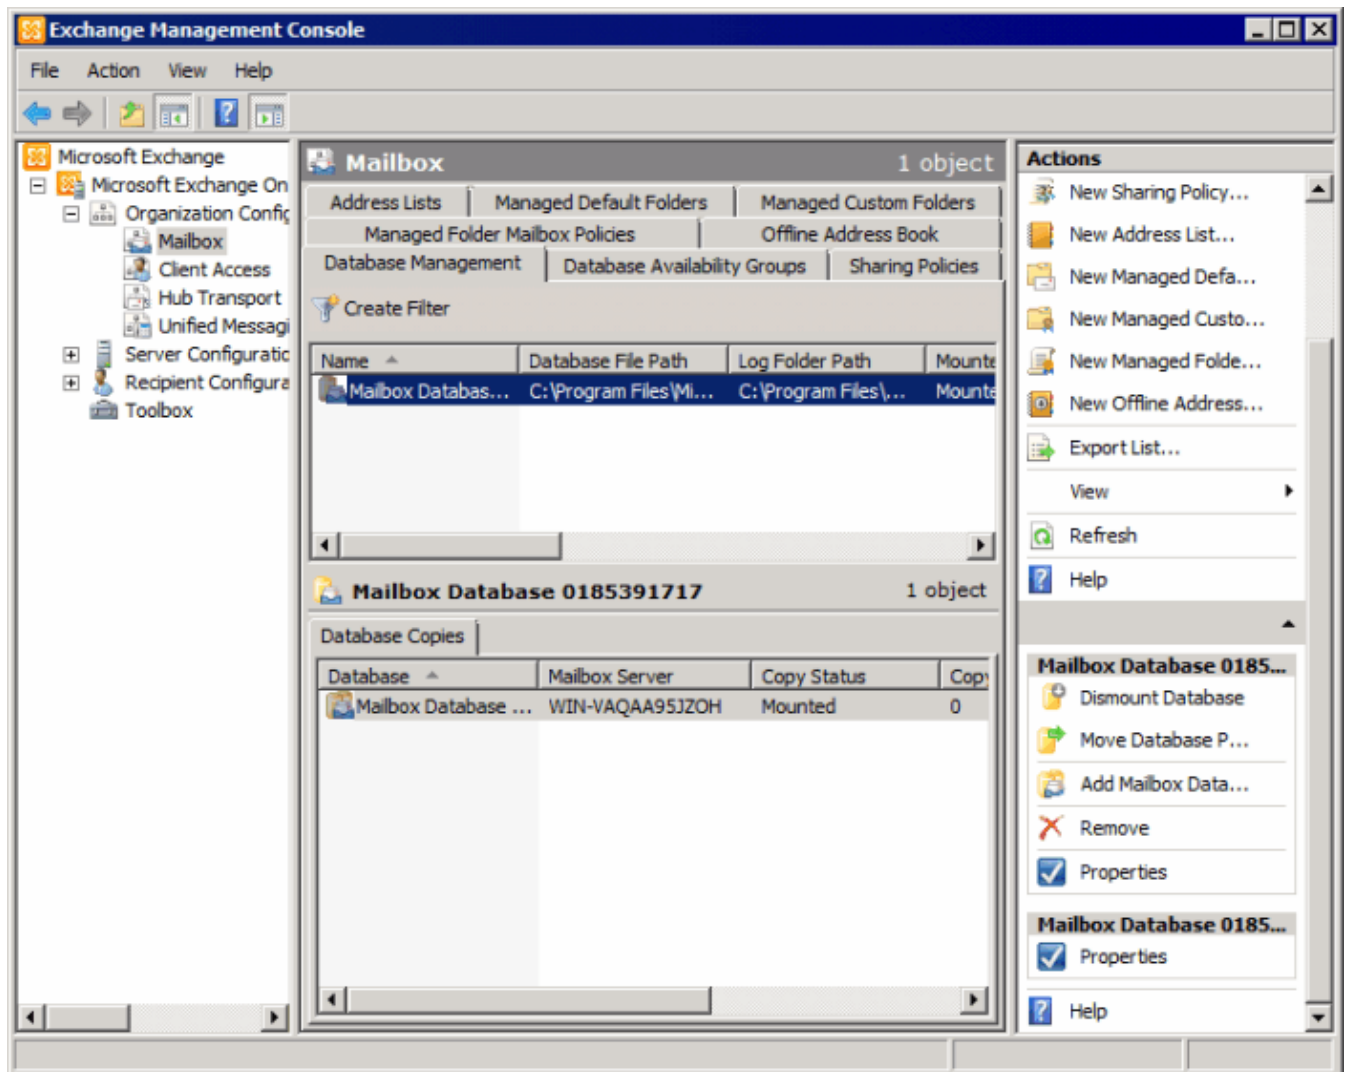 Exchange Management Console
File Action View Help
Microsoft Exchange
Microsoft Exchange On
Organization Config
Mailbox
Client Access
Hub Transport
Unified Messagi
Server Configuratio
Recipient Configura
Toolbox
Mailbox 1 object
Address Lists Managed Default Folders Managed Custom Folders
Managed Folder Mailbox Policies Offline Address Book
Database Management Database Availability Groups Sharing Policies
Create Filter
Name Database File Path Log Folder Path Mounte
Mailbox Databas... C:\Program Files\Mi... C:\Program Files\... Mounte
Mailbox Database 0185391717 1 object
Database Copies
Database Mailbox Server Copy Status Copy
Mailbox Database ... WIN-VAQAA95JZOH Mounted 0
Actions
New Sharing Policy...
New Address List...
New Managed Defa...
New Managed Custo...
New Managed Folde...
New Offline Address...
Export List...
View
Refresh
Help
Mailbox Database 0185...
Dismount Database
Move Database P...
Add Mailbox Data...
Remove
Properties
Mailbox Database 0185...
Properties
Help